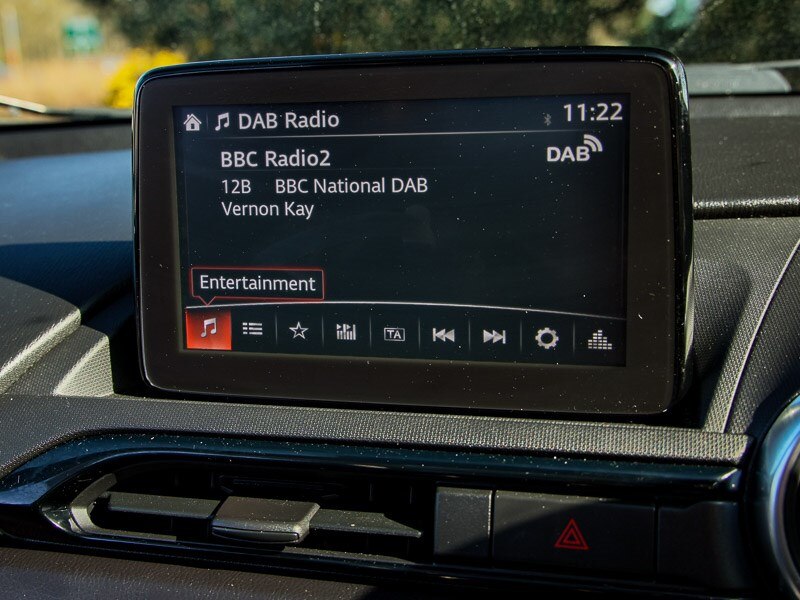 DAB Radio
11:22
BBC Radio2
DAB
12B BBC National DAB
Vernon Kay
Entertainment
TA